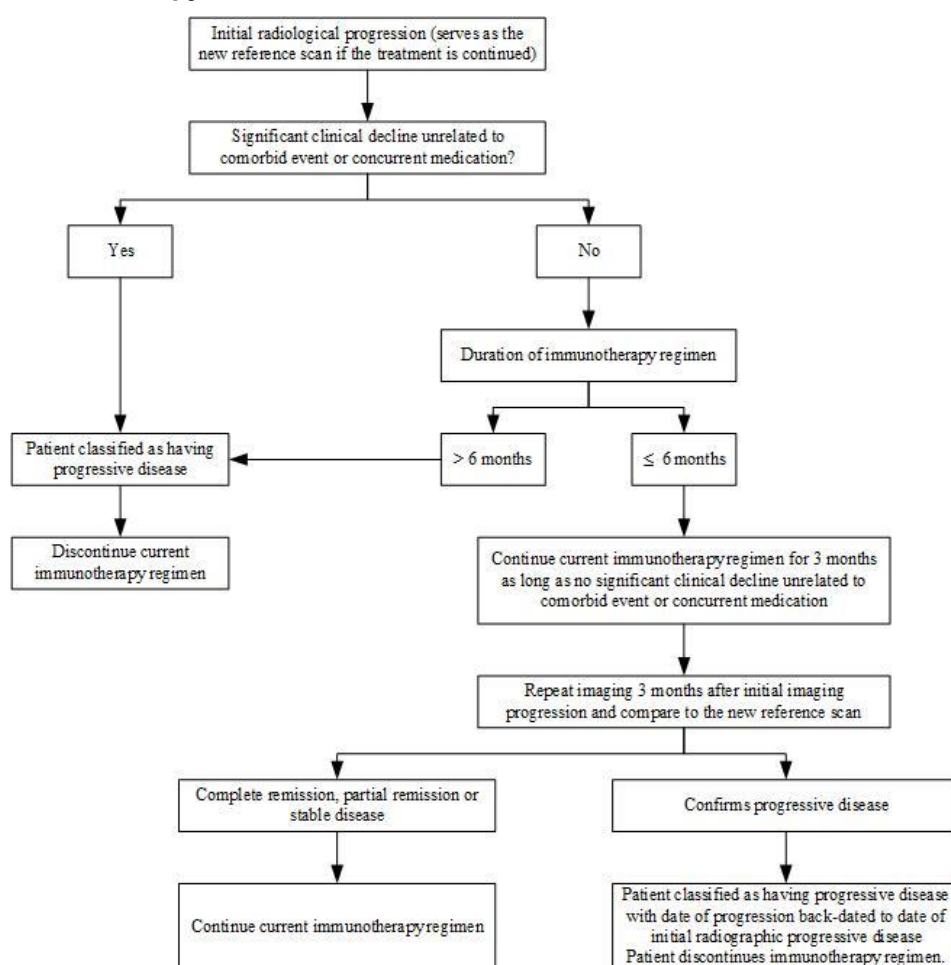 Initial radiological progression (serves as the
new reference scan if the treatment is continued)
Significant clinical decline unrelated to
comorbid event or concurrent medication?
Yes
No
Duration of immunotherapy regimen
Patient classified as having
progressive disease
> 6 months
≤ 6 months
Discontinue current
immunotherapy regimen
Continue current immunotherapy regimen for 3 months
as long as no significant clinical decline unrelated to
comorbid event or concurrent medication
Repeat imaging 3 months after initial imaging
progression and compare to the new reference scan
Complete remission, partial remission or
stable disease
Confirms progressive disease
Continue current immunotherapy regimen
Patient classified as having progressive disease
with date of progression back-dated to date of
initial radiographic progressive disease
Patient discontinues immunotherapy regimen.